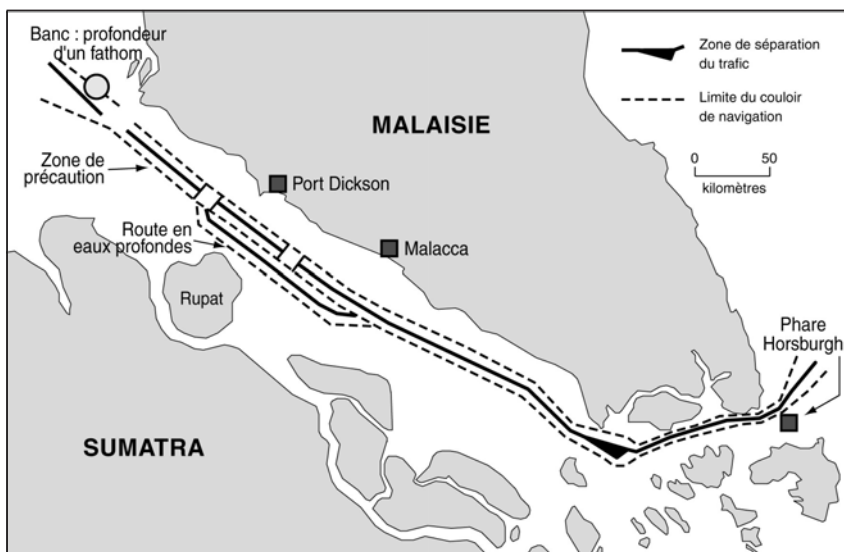 Banc : profondeur
d'un fathom
Zone de séparation
du trafic
Limite du couloir
de navigation
MALAISIE
0
50
kilomètres
Zone de
précaution
Port Dickson
Route en
eaux profondes
Malacca
Rupat
Phare
Horsburgh
SUMATRA